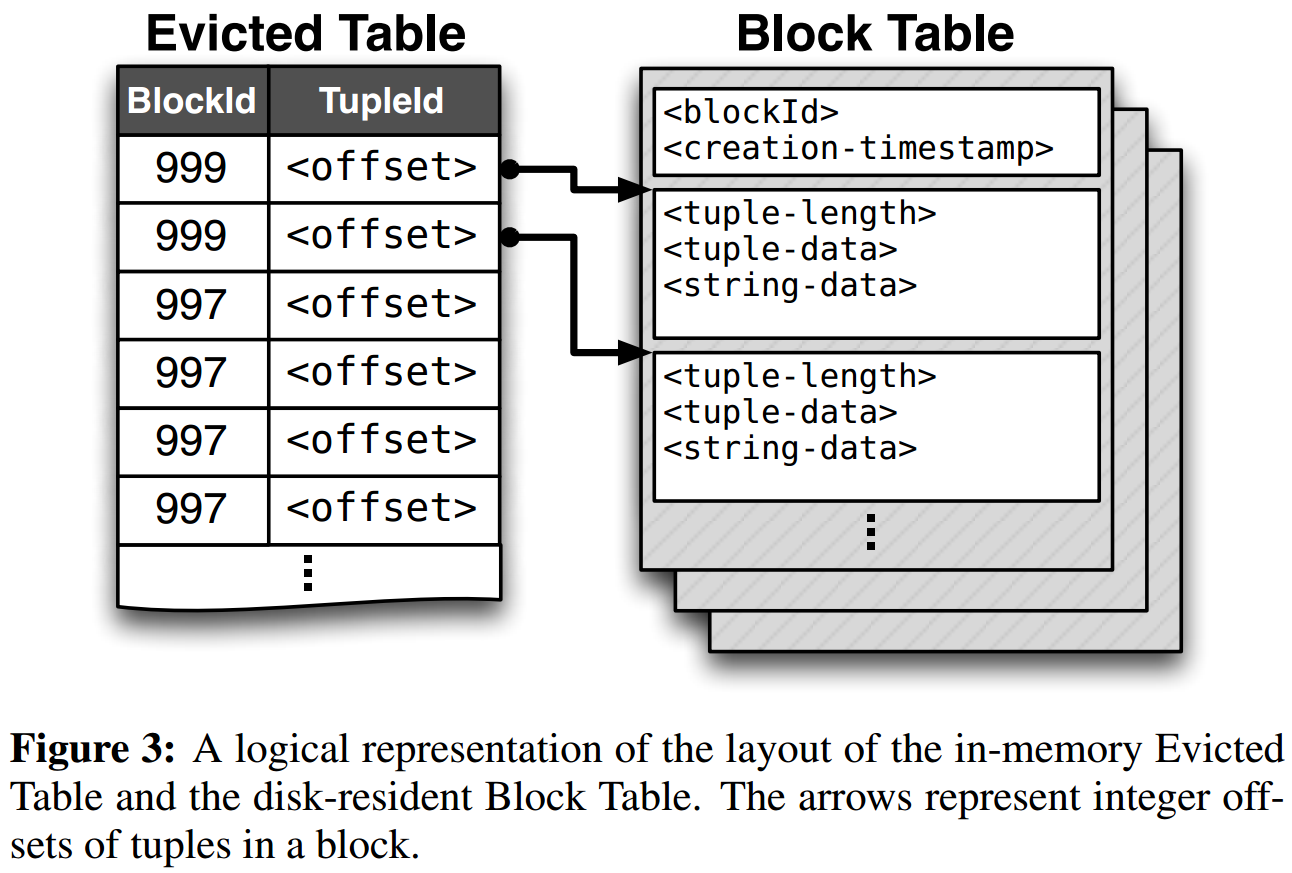 Evicted Table
BlockId TupleId
999 <offset>
999 <offset>
997 <offset>
997 <offset>
997 <offset>
997 <offset>
Block Table
<blockId>
<creation-timestamp>
<tuple-length>
<tuple-data>
<string-data>
<tuple-length>
<tuple-data>
<string-data>
Figure 3: A logical representation of the layout of the in-memory Evicted
Table and the disk-resident Block Table. The arrows represent integer off-
sets of tuples in a block.